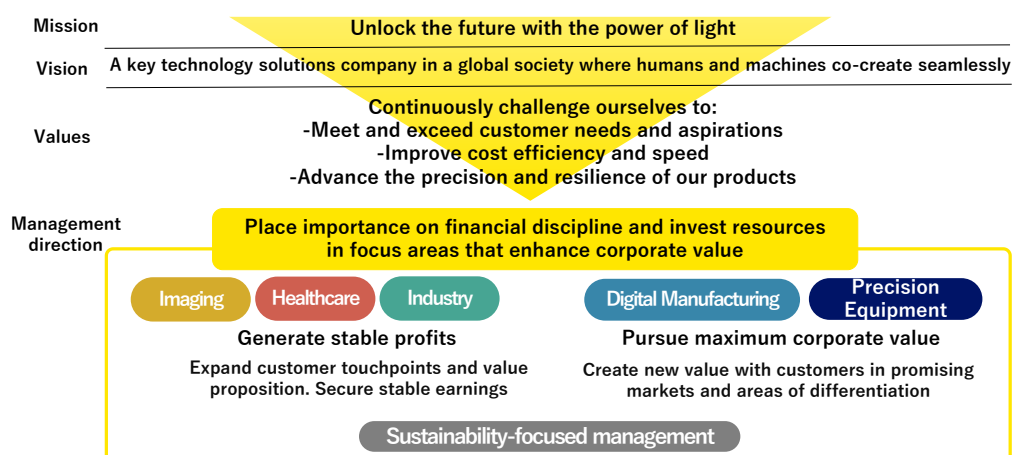 Mission
Unlock the future with the power of light
Vision
A key technology solutions company in a global society where humans and machines co-create seamlessly
Values
Continuously challenge ourselves to:
-Meet and exceed customer needs and aspirations
-Improve cost efficiency and speed
-Advance the precision and resilience of our products
Management
direction
Place importance on financial discipline and invest resources
in focus areas that enhance corporate value
Imaging
Healthcare
Industry
Generate stable profits
Expand customer touchpoints and value
proposition. Secure stable earnings
Digital Manufacturing
Precision
Equipment
Pursue maximum corporate value
Create new value with customers in promising
markets and areas of differentiation
Sustainability-focused management